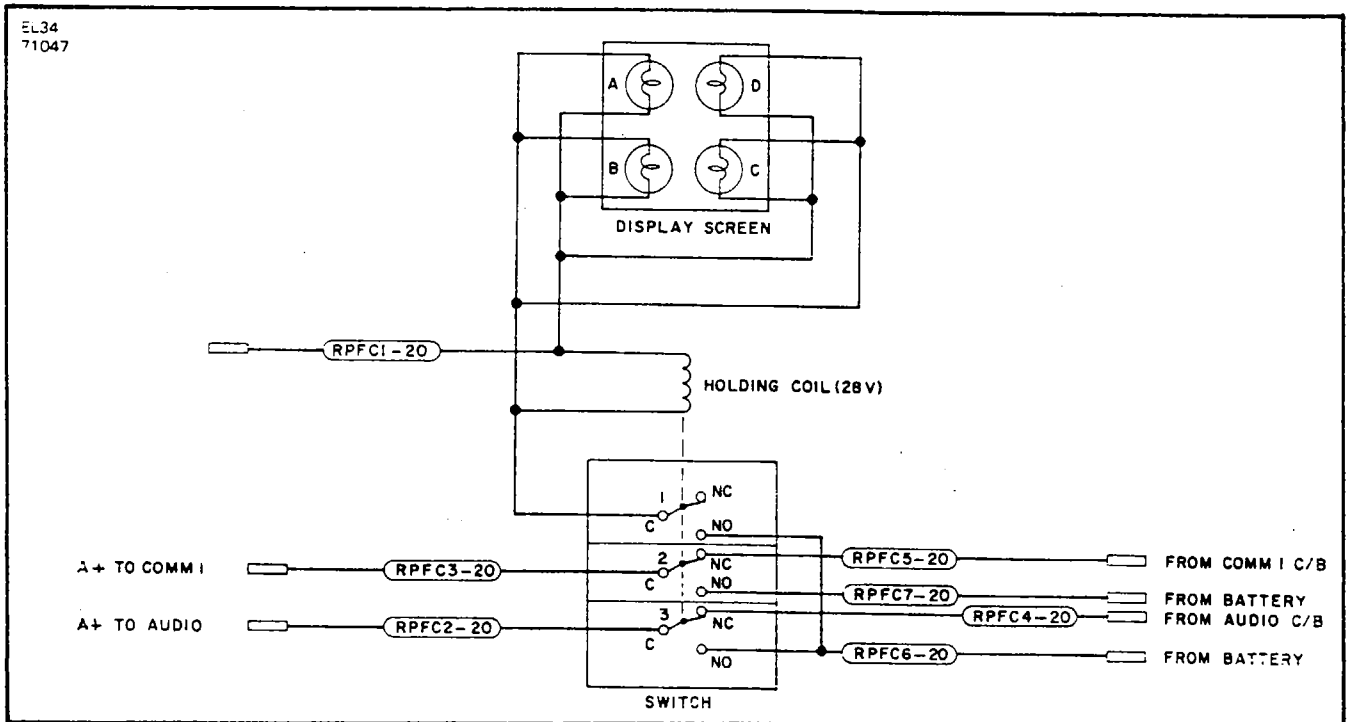 EL34
71047
A
D
B
C
DISPLAY SCREEN
RPFC1-20
HOLDING COIL (28V)
1
NC
C
NO
A+ TO COMM 1
RPFC3-20
2
NC
C
NO
RPFC5-20
FROM COMM 1 C/B
RPFC7-20
FROM BATTERY
A+ TO AUDIO
RPFC2-20
3
NC
C
NO
RPFC4-20
FROM AUDIO C/B
RPFC6-20
FROM BATTERY
SWITCH